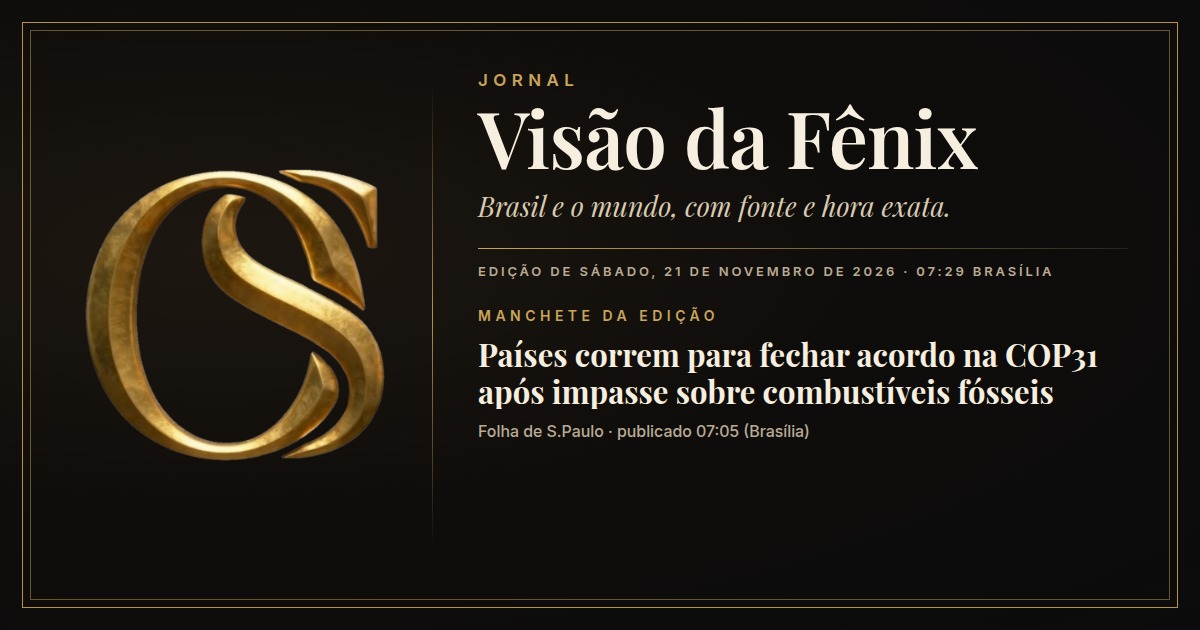 JORNAL
Visão da Fênix
Brasil e o mundo, com fonte e hora exata.
EDIÇÃO DE SÁBADO, 21 DE NOVEMBRO DE 2026 · 07:29 BRASÍLIA
MANCHETE DA EDIÇÃO
Países correm para fechar acordo na COP31
após impasse sobre combustíveis fósseis
Folha de S.Paulo · publicado 07:05 (Brasília)